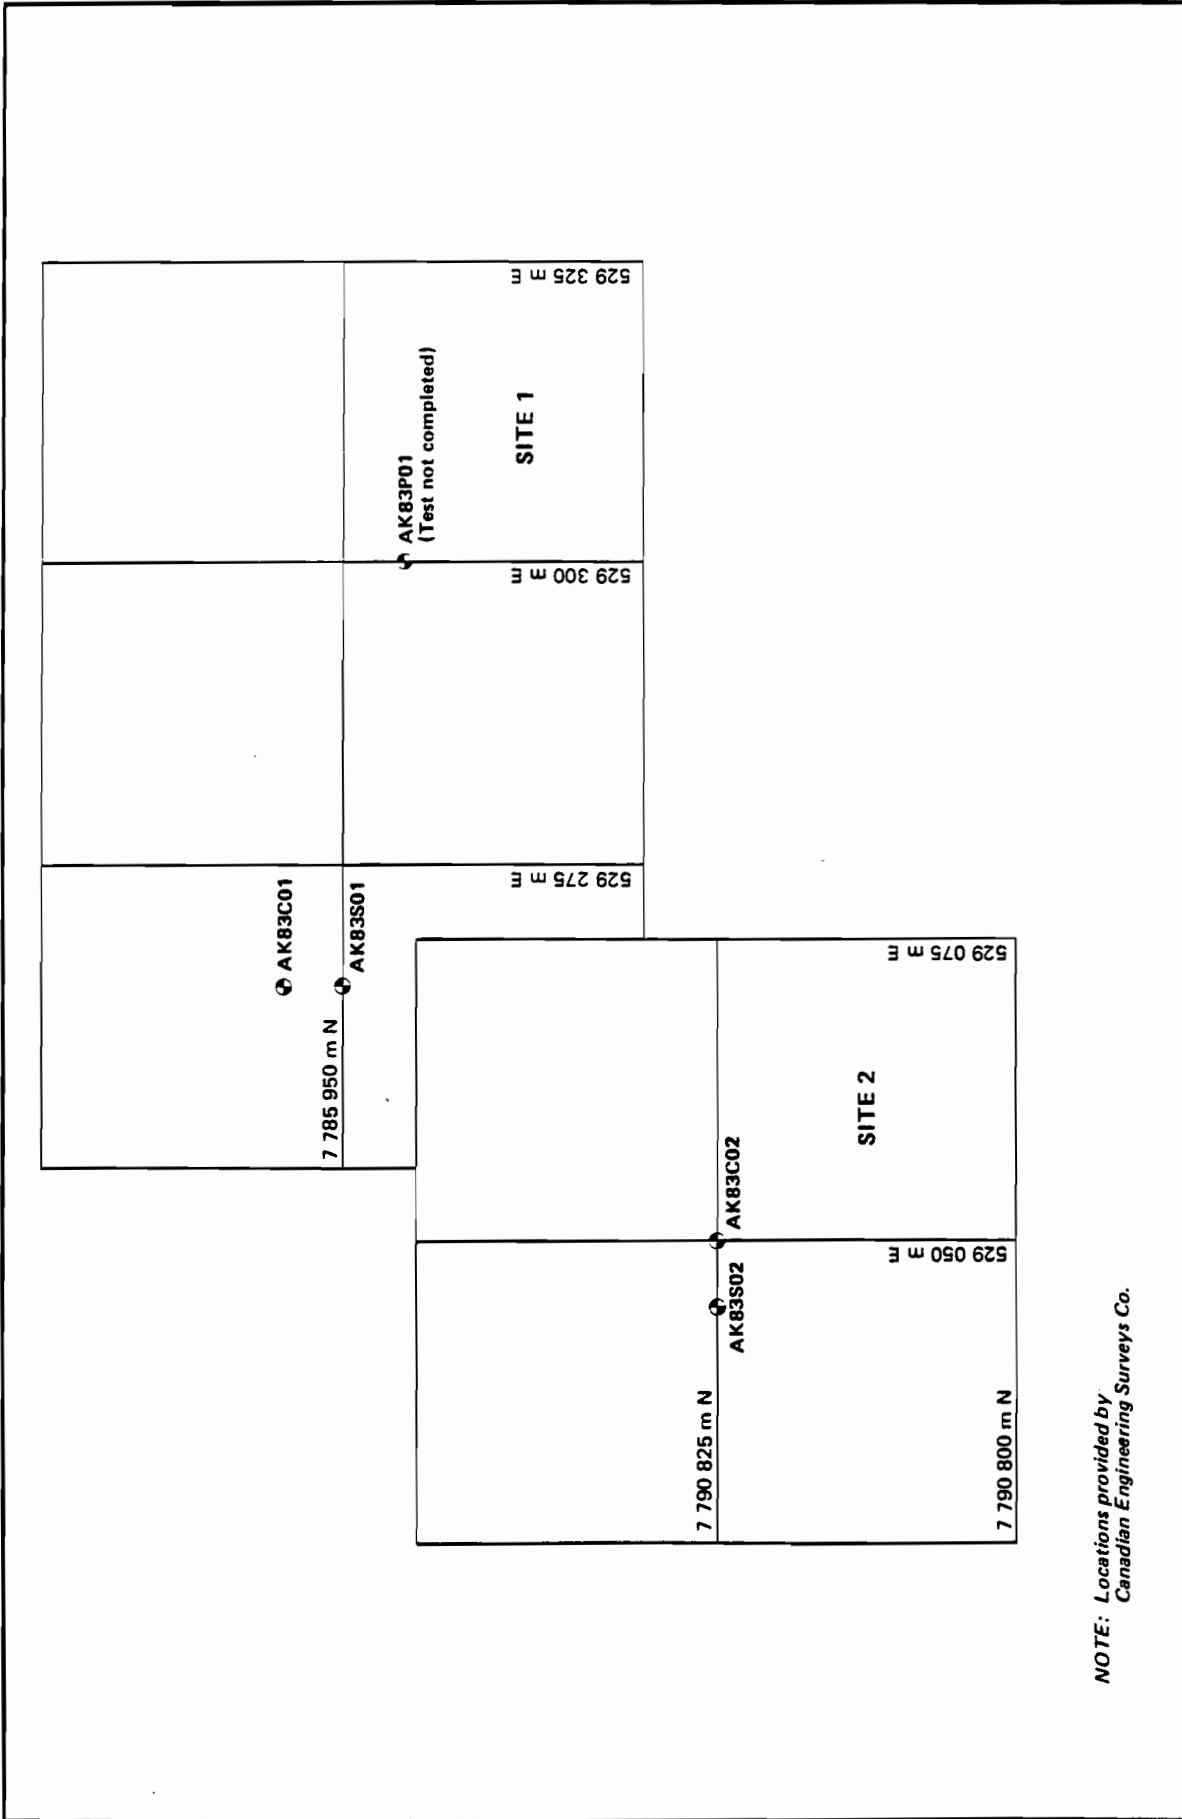 AK83C01
AK83S01
7 785 950 m N
529 275 m E
529 300 m E
529 325 m E
AK83P01
(Test not completed)
SITE 1
AK83C02
AK83S02
7 790 825 m N
7 790 800 m N
529 050 m E
529 075 m E
SITE 2
NOTE: Locations provided by
Canadian Engineering Surveys Co.